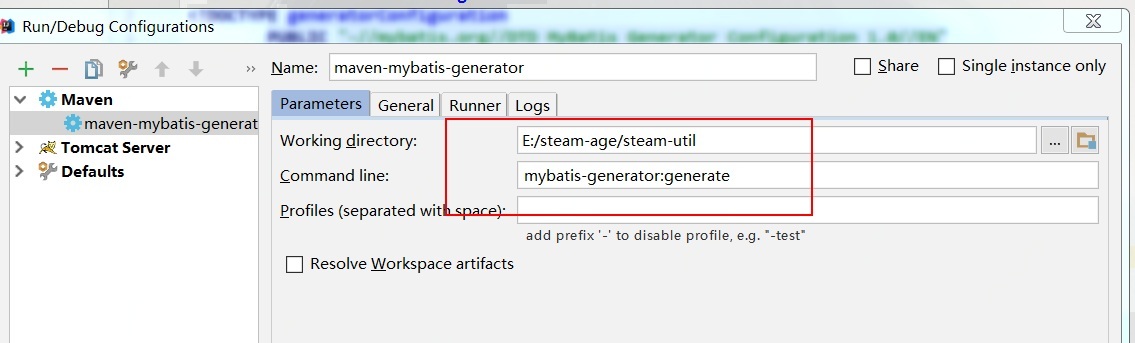 <!DOCTYPE generatorConfiguration
Run/Debug Configurations
PUBLIC "-//mybatis.org//DTD MyBatis Generator Configuration 1.0//EN"
Name: maven-mybatis-generator Share Single instance only
Maven
Parameters General Runner Logs
maven-mybatis-generat
Working directory: E:/steam-age/steam-util ...
Tomcat Server
Command line: mybatis-generator:generate
Defaults
Profiles (separated with space):
add prefix '-' to disable profile, e.g. "-test"
Resolve Workspace artifacts